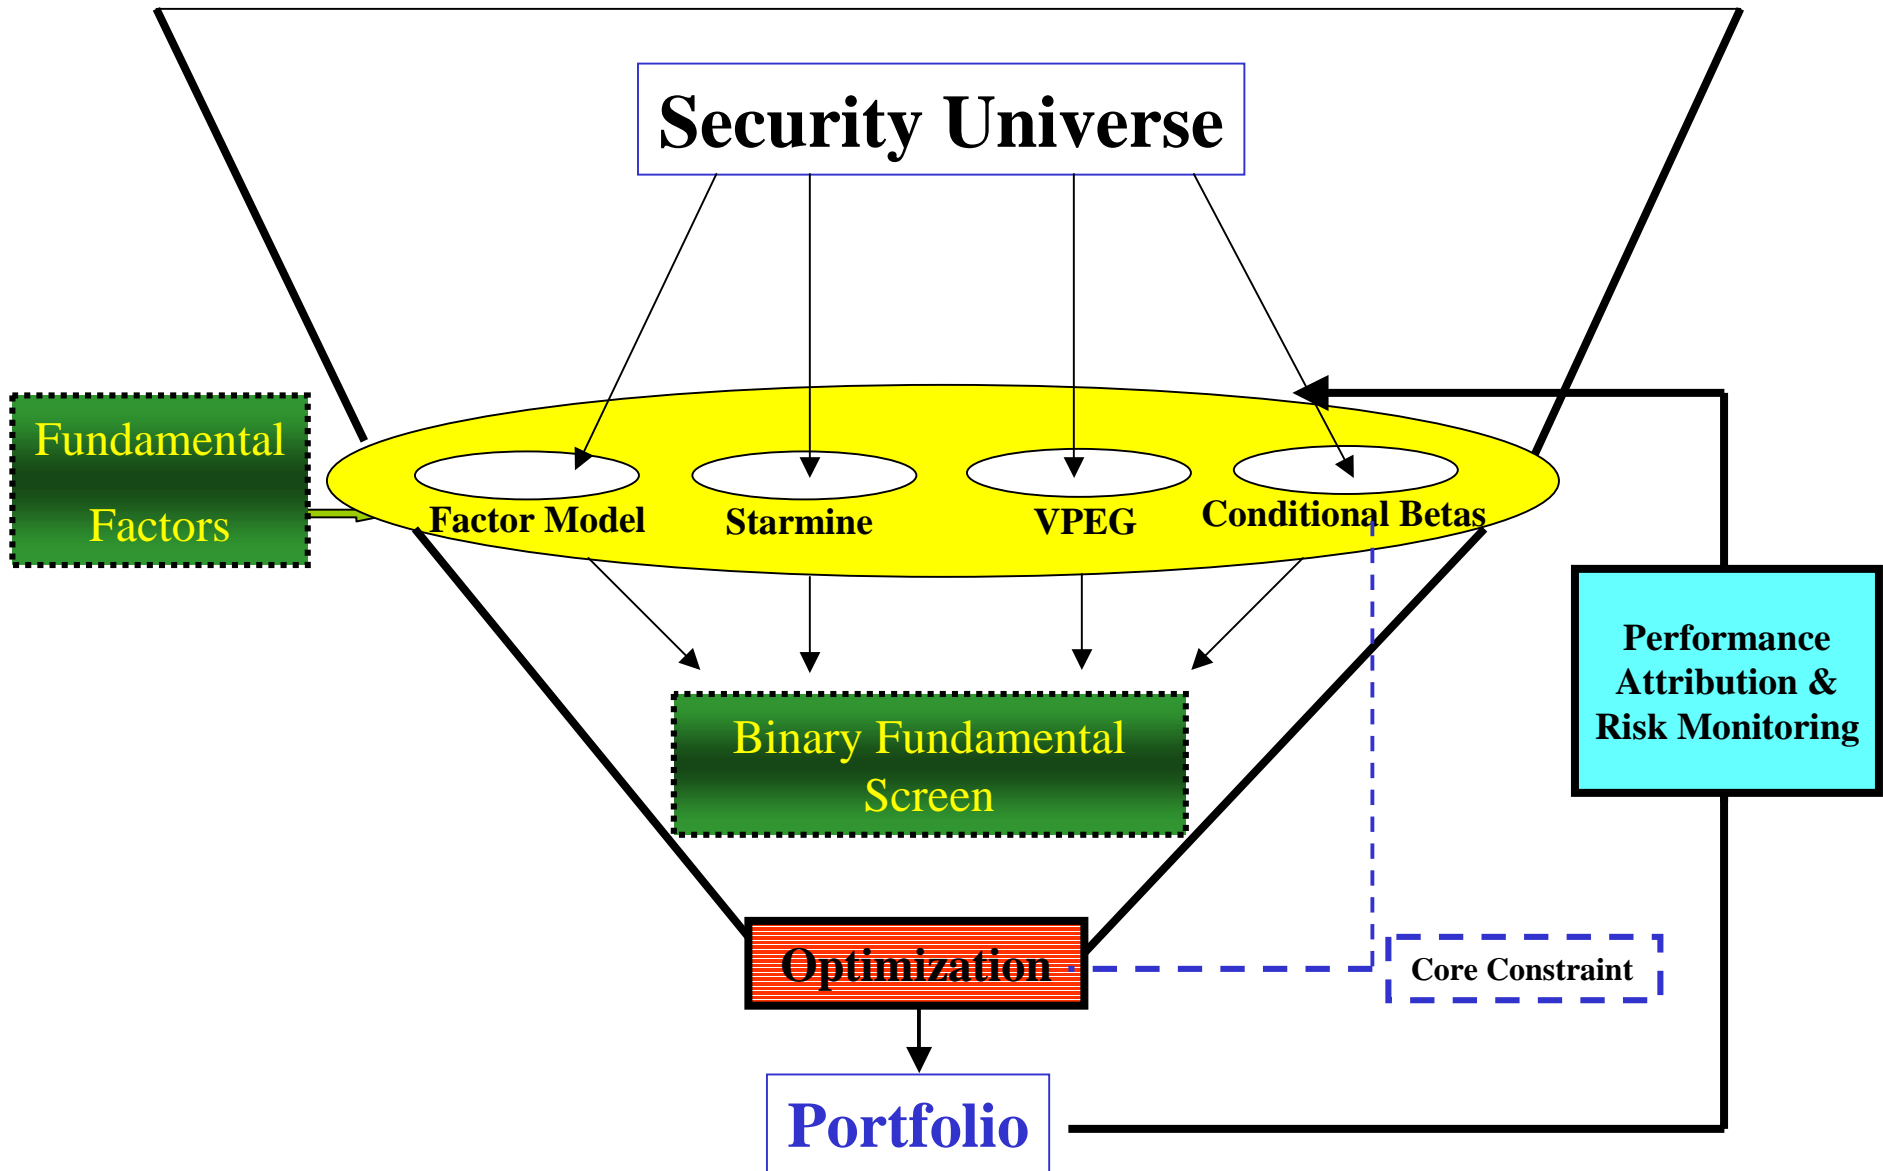 Security Universe
Fundamental
Factors
Factor Model
Starmine
VPEG
Conditional Betas
Performance
Attribution &
Risk Monitoring
Binary Fundamental
Screen
Optimization
Core Constraint
Portfolio